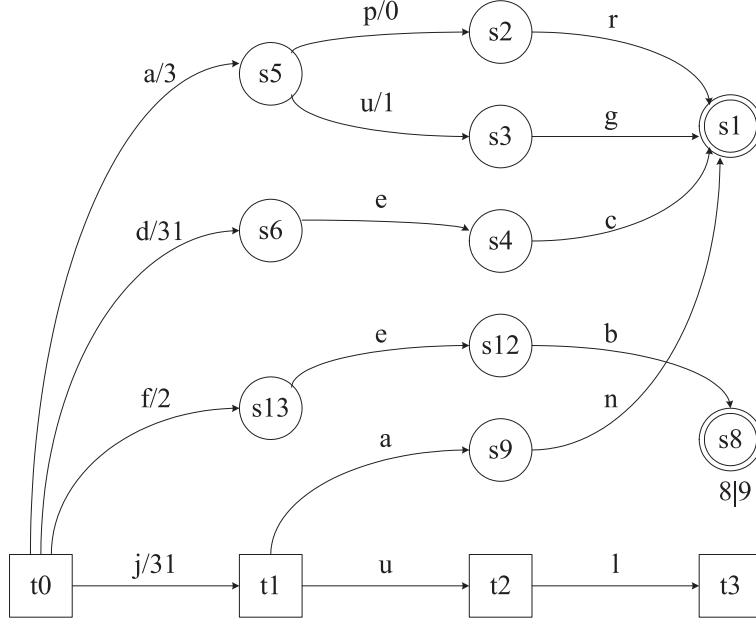 p/0 s2 r
a/3 s5
u/1 s3 g s1
d/31 s6 e s4 c
e s12 b
f/2 s13
a s9 n s8
8|9
t0 j/31 t1 u t2 l t3